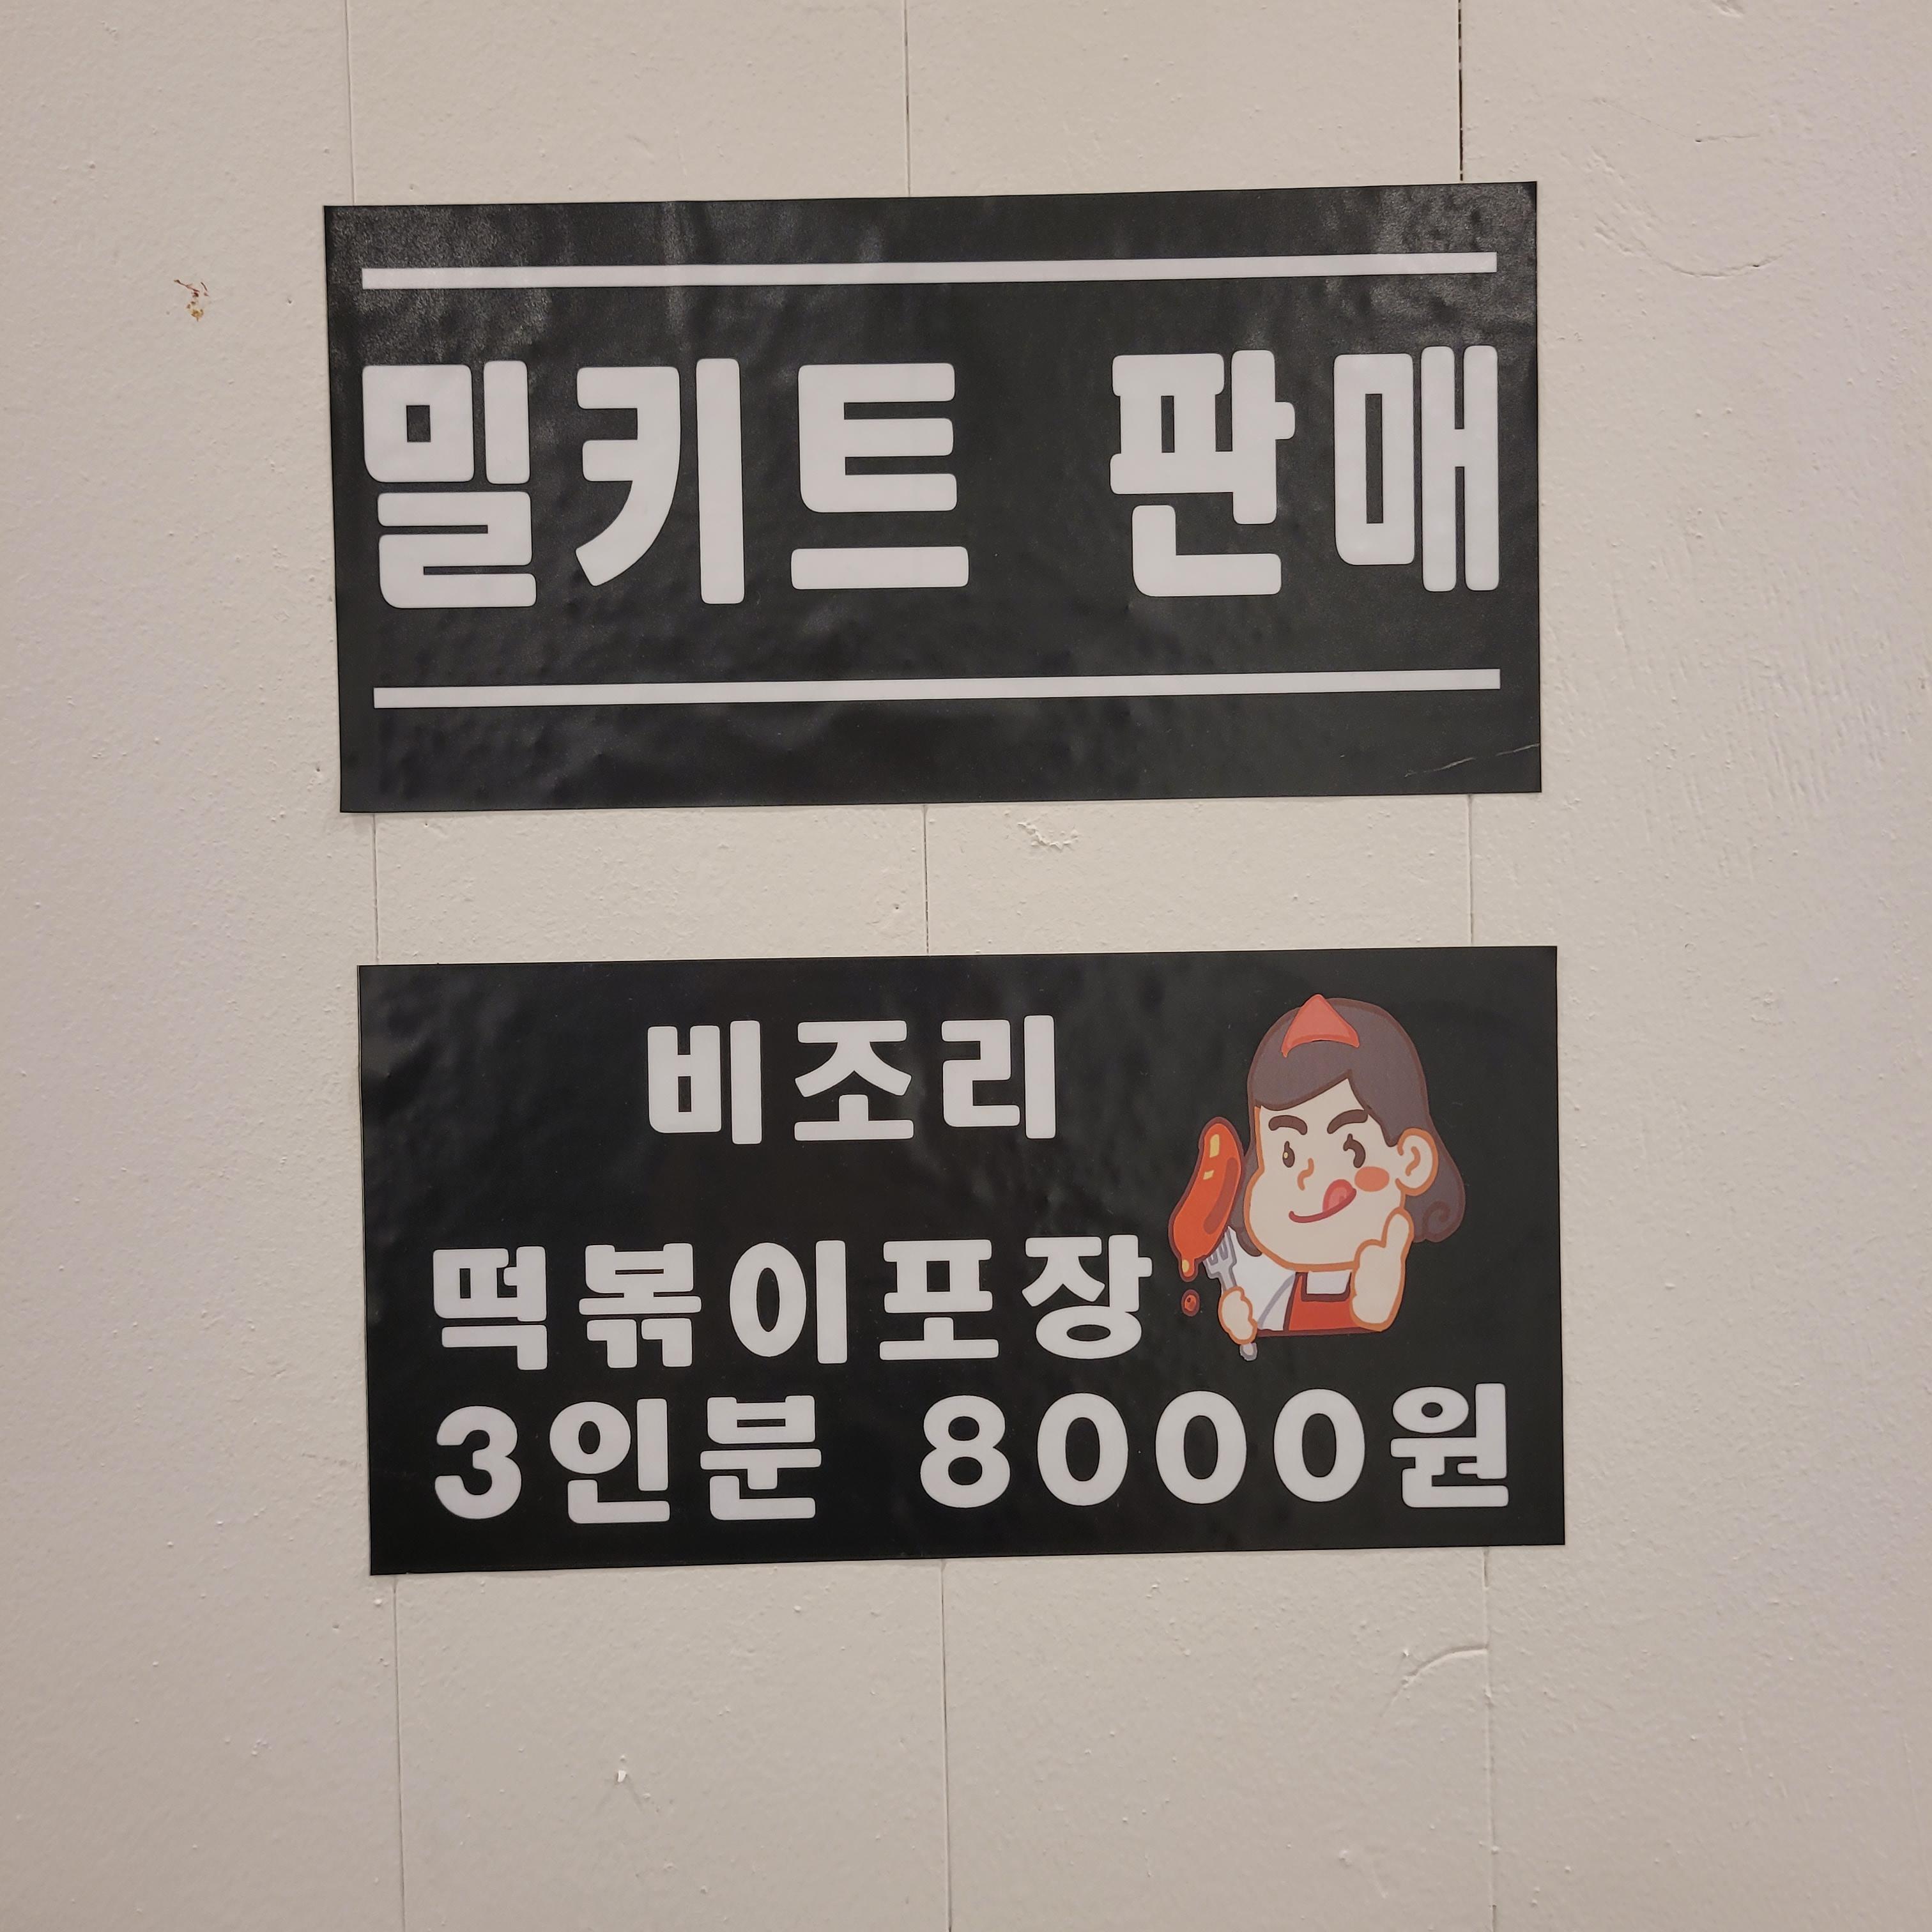 밀키트 판매
비조리
떡볶이포장
3인분 8000원